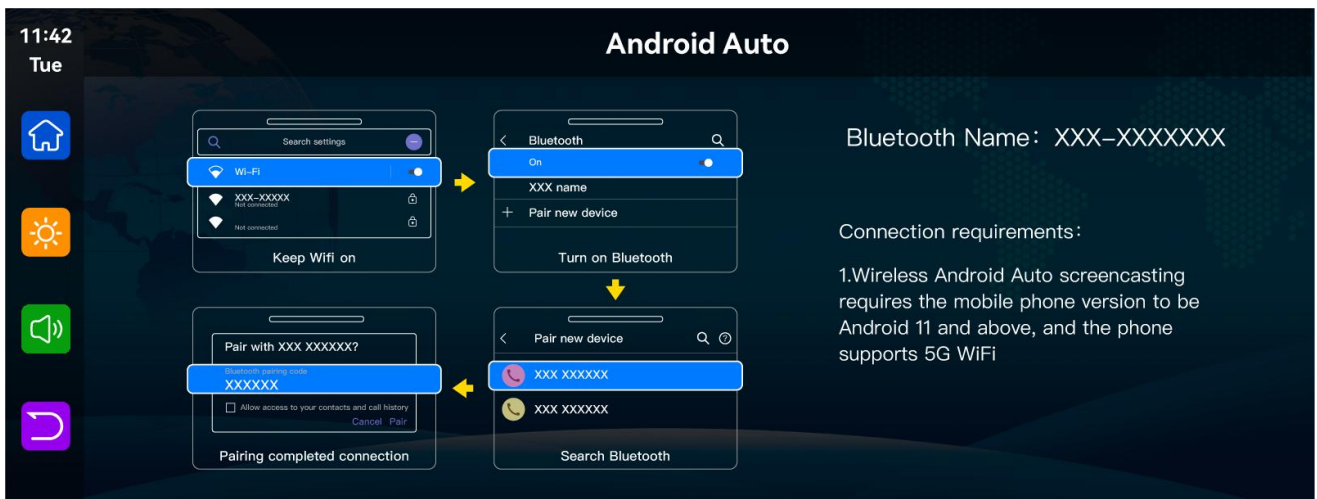 11:42
Tue
Android Auto
Search settings
Wi-Fi
XXX-XXXXX
Not connected
Not connected
Keep Wifi on
Bluetooth
On
XXX name
Pair new device
Turn on Bluetooth
Pair with XXX XXXXXX?
Bluetooth pairing code
XXXXXX
Allow access to your contacts and call history
Cancel Pair
Pairing completed connection
Pair new device
XXX XXXXXX
XXX XXXXXX
Search Bluetooth
Bluetooth Name: XXX-XXXXXXX
Connection requirements:
1.Wireless Android Auto screencasting
requires the mobile phone version to be
Android 11 and above, and the phone
supports 5G WiFi